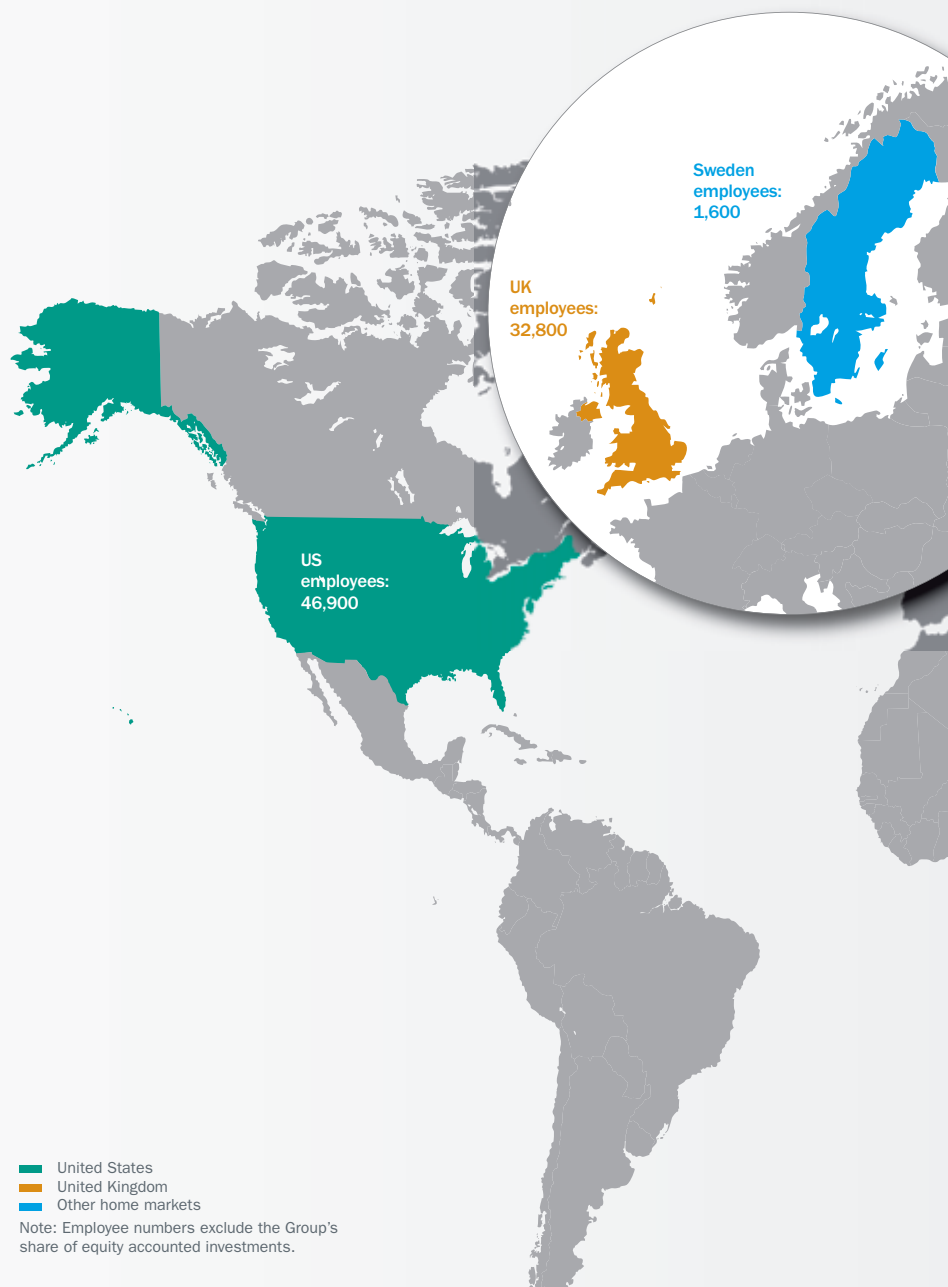 Sweden
employees:
1,600
UK
employees:
32,800
US
employees:
46,900
United States
United Kingdom
Other home markets
Note: Employee numbers exclude the Group’s
share of equity accounted investments.